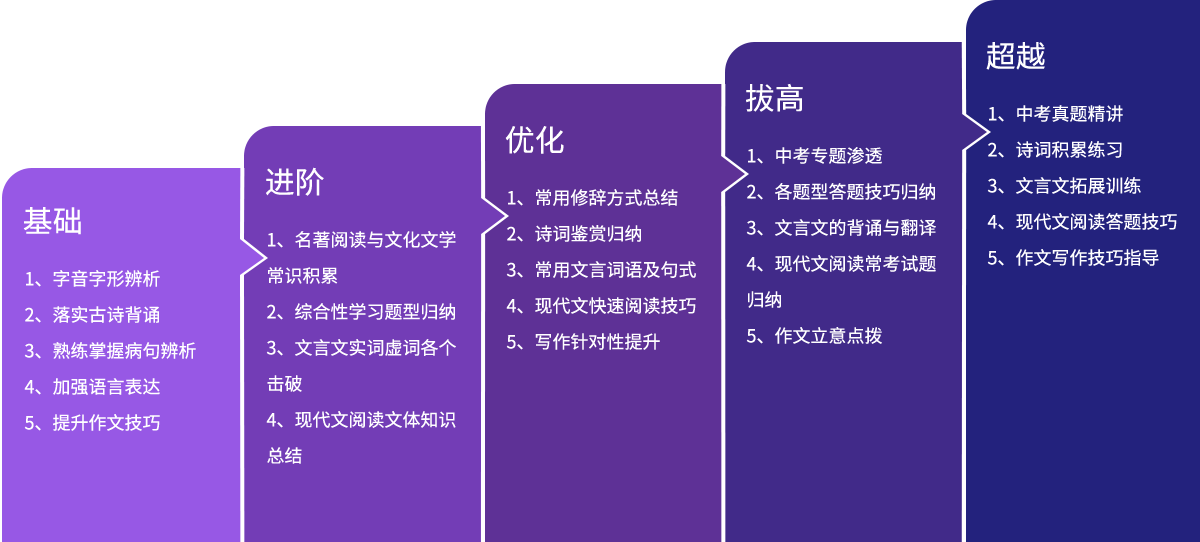 基础
1、字音字形辨析
2、落实古诗背诵
3、熟练掌握病句辨析
4、加强语言表达
5、提升作文技巧
进阶
1、名著阅读与文化文学
常识积累
2、综合性学习题型归纳
3、文言文实词虚词各个
击破
4、现代文阅读文体知识
总结
优化
1、常用修辞方式总结
2、诗词鉴赏归纳
3、常用文言词语及句式
4、现代文快速阅读技巧
5、写作针对性提升
拔高
1、中考专题渗透
2、各题型答题技巧归纳
3、文言文的背诵与翻译
4、现代文阅读常考试题
归纳
5、作文立意点拨
超越
1、中考真题精讲
2、诗词积累练习
3、文言文拓展训练
4、现代文阅读答题技巧
5、作文写作技巧指导